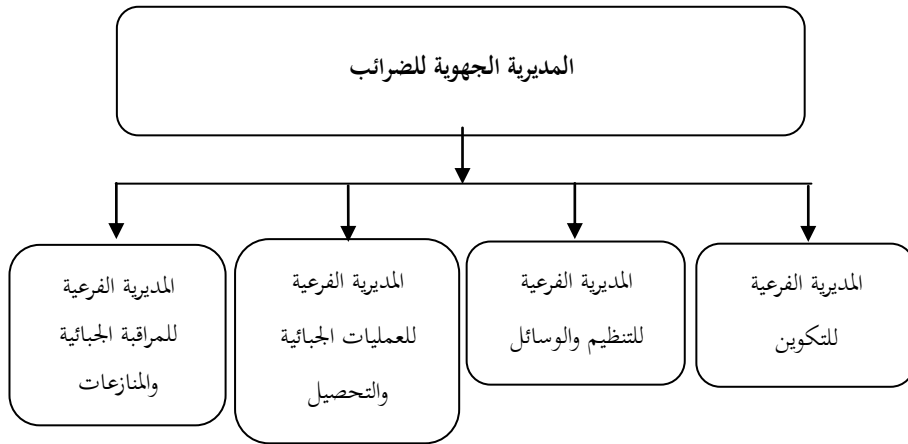 المديرية الجهوية للضرائب
المديرية الفرعية
للتكوين
المديرية الفرعية
للتنظيم والوسائل
المديرية الفرعية
للعمليات الجبائية
والتحصيل
المديرية الفرعية
للمراقبة الجبائية
والمنازعات